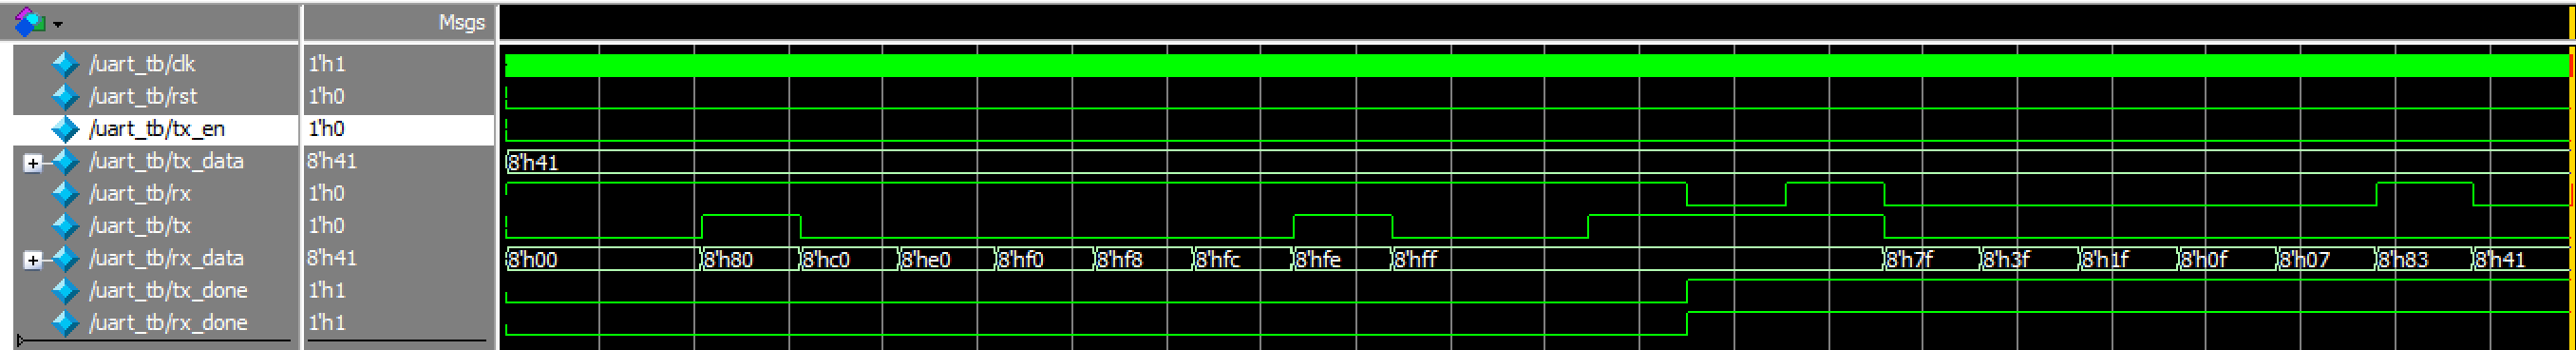 Msgs
/uart_tb/clk 1'h1
/uart_tb/rst 1'h0
/uart_tb/tx_en 1'h0
/uart_tb/tx_data 8'h41 8'h41
/uart_tb/rx 1'h0
/uart_tb/tx 1'h0
/uart_tb/rx_data 8'h41 8'h00 8'h80 8'hc0 8'he0 8'hf0 8'hf8 8'hfc 8'hfe 8'hff 8'h7f 8'h3f 8'h1f 8'h0f 8'h07 8'h83 8'h41
/uart_tb/tx_done 1'h1
/uart_tb/rx_done 1'h1